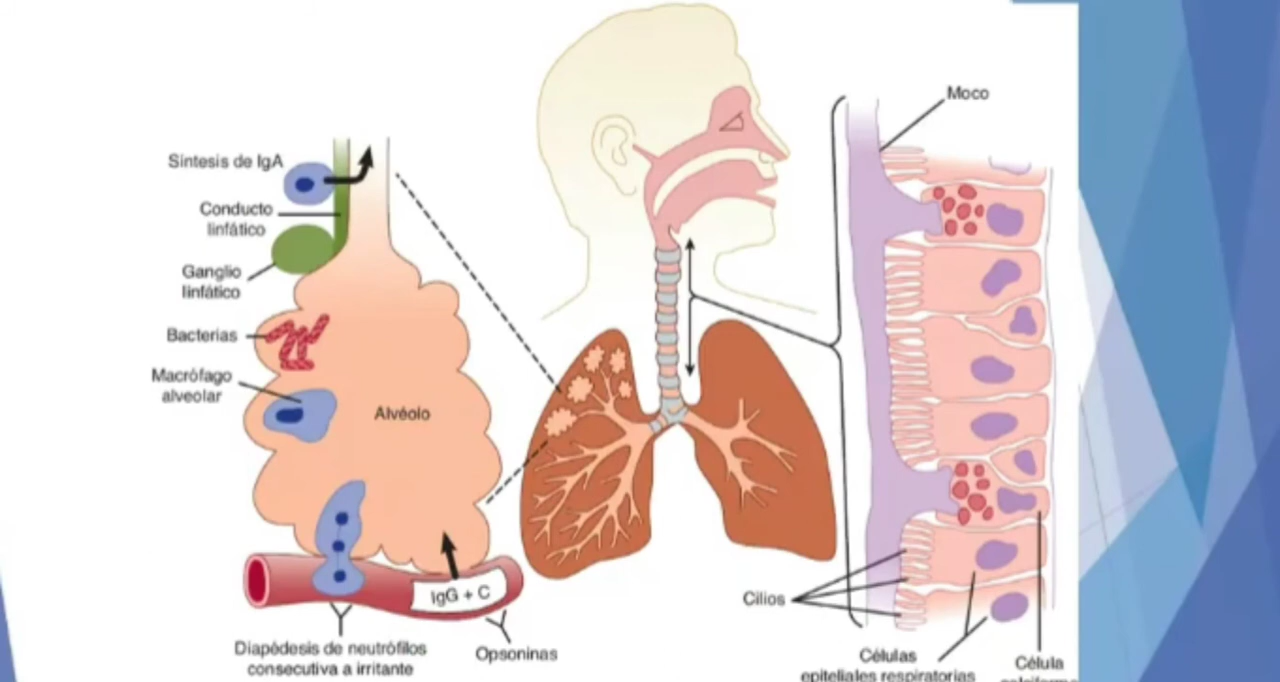 Síntesis de IgA
Conducto
linfático
Ganglio
linfático
Bacterias
Macrófago
alveolar
Alvéolo
IgG + C
Diapédesis de neutrófilos
consecutiva a irritante
Opsoninas
Moco
Cilios
Células
epiteliales respiratorias
Célula